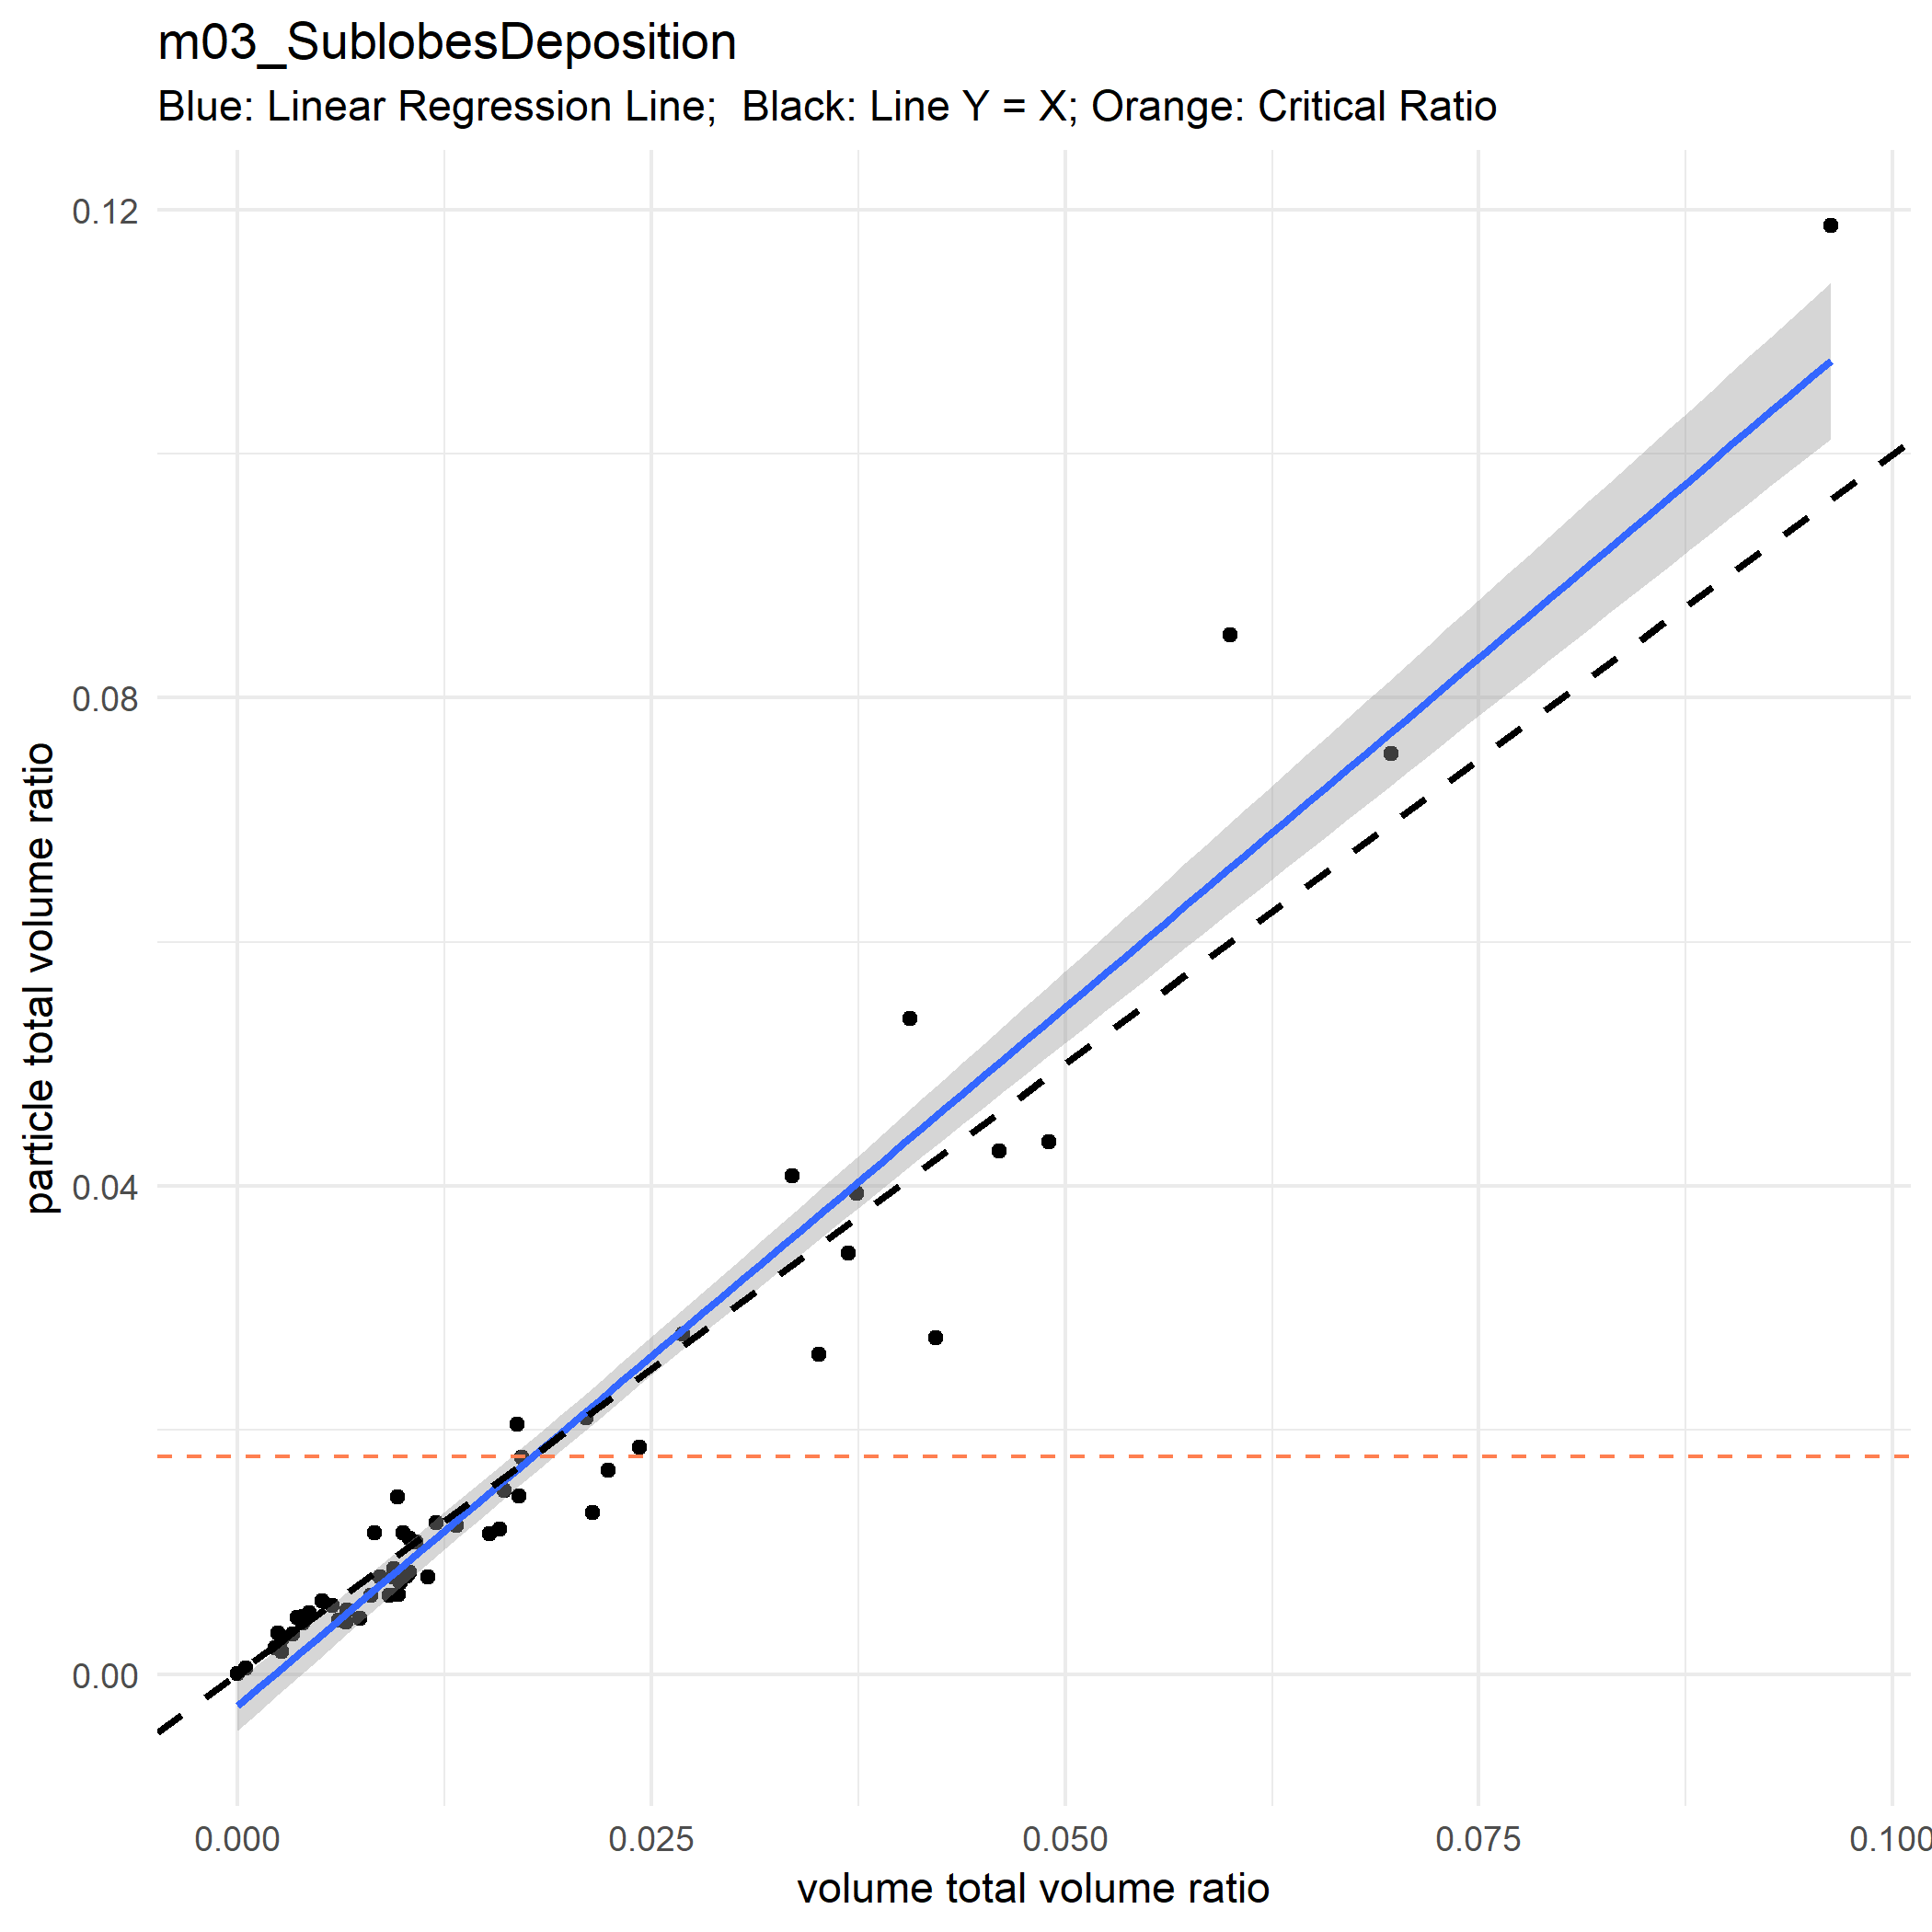 m03_SublobesDeposition
Blue: Linear Regression Line;  Black: Line Y = X; Orange: Critical Ratio
0.12
0.08
0.04
0.00
particle total volume ratio
0.000
0.025
0.050
0.075
0.100
volume total volume ratio